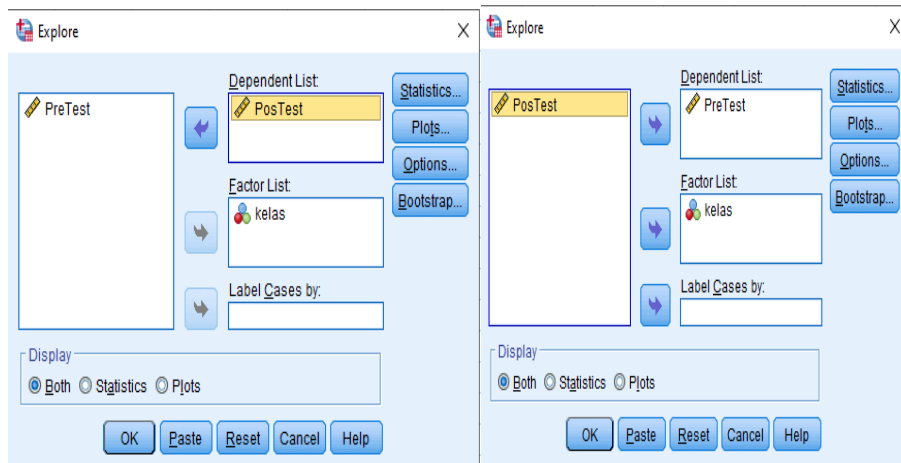 Explore
PreTest
Dependent List:
PosTest
Factor List:
kelas
Label Cases by:
Statistics...
Plots...
Options...
Bootstrap...
Display
Both Statistics Plots
OK Paste Reset Cancel Help
Explore
PosTest
Dependent List:
PreTest
Factor List:
kelas
Label Cases by:
Statistics...
Plots...
Options...
Bootstrap...
Display
Both Statistics Plots
OK Paste Reset Cancel Help